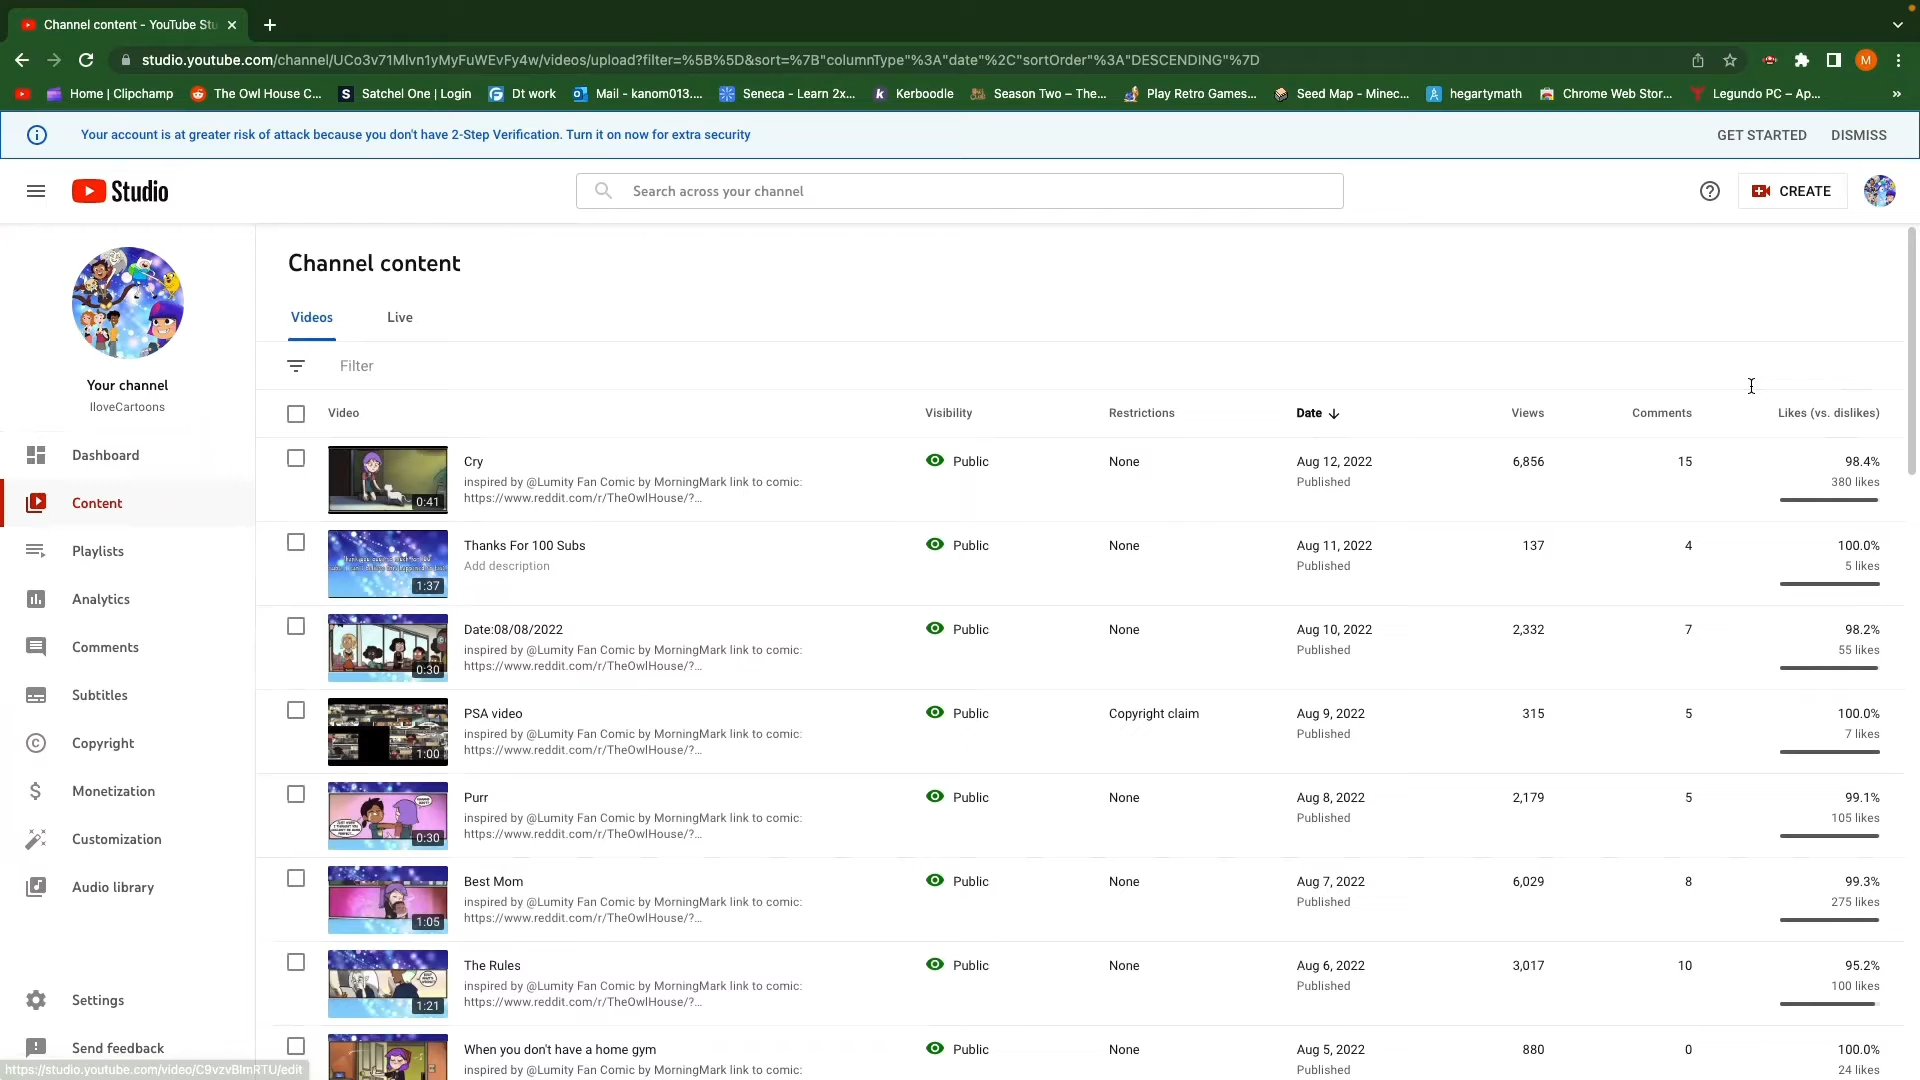 Channel content - YouTube Stu
studio.youtube.com/channel/UCo3v71Mlvn1yMyFuWEvFy4w/videos/upload?filter=%5B%5D&sort=%7B"columnType"%3A"date"%2C"sortOrder"%3A"DESCENDING"%7D
M
Home | Clipchamp
The Owl House C...
Satchel One | Login
Dt work
Mail - kanom013....
Seneca - Learn 2x...
Kerboodle
Season Two – The...
Play Retro Games...
Seed Map - Minec...
hegartymath
Chrome Web Stor...
Legundo PC – Ap...
»
Your account is at greater risk of attack because you don't have 2-Step Verification. Turn it on now for extra security
GET STARTED
DISMISS
Studio
Search across your channel
CREATE
Your channel
IloveCartoons
Dashboard
Content
Playlists
Analytics
Comments
Subtitles
Copyright
Monetization
Customization
Audio library
Settings
Send feedback
https://studio.youtube.com/video/C9vzvBlmRTU/edit
Channel content
Videos
Live
Filter
Video
Visibility
Restrictions
Date
Views
Comments
Likes (vs. dislikes)
0:41
Cry
inspired by @Lumity Fan Comic by MorningMark link to comic:
https://www.reddit.com/r/TheOwlHouse/?...
Public
None
Aug 12, 2022
Published
6,856
15
98.4%
380 likes
1:37
Thanks For 100 Subs
Add description
Public
None
Aug 11, 2022
Published
137
4
100.0%
5 likes
0:30
Date:08/08/2022
inspired by @Lumity Fan Comic by MorningMark link to comic:
https://www.reddit.com/r/TheOwlHouse/?...
Public
None
Aug 10, 2022
Published
2,332
7
98.2%
55 likes
1:00
PSA video
inspired by @Lumity Fan Comic by MorningMark link to comic:
https://www.reddit.com/r/TheOwlHouse/?...
Public
Copyright claim
Aug 9, 2022
Published
315
5
100.0%
7 likes
0:30
Purr
inspired by @Lumity Fan Comic by MorningMark link to comic:
https://www.reddit.com/r/TheOwlHouse/?...
Public
None
Aug 8, 2022
Published
2,179
5
99.1%
105 likes
1:05
Best Mom
inspired by @Lumity Fan Comic by MorningMark link to comic:
https://www.reddit.com/r/TheOwlHouse/?...
Public
None
Aug 7, 2022
Published
6,029
8
99.3%
275 likes
1:21
The Rules
inspired by @Lumity Fan Comic by MorningMark link to comic:
https://www.reddit.com/r/TheOwlHouse/?...
Public
None
Aug 6, 2022
Published
3,017
10
95.2%
100 likes
When you don't have a home gym
inspired by @Lumity Fan Comic by MorningMark link to comic:
Public
None
Aug 5, 2022
Published
880
0
100.0%
24 likes